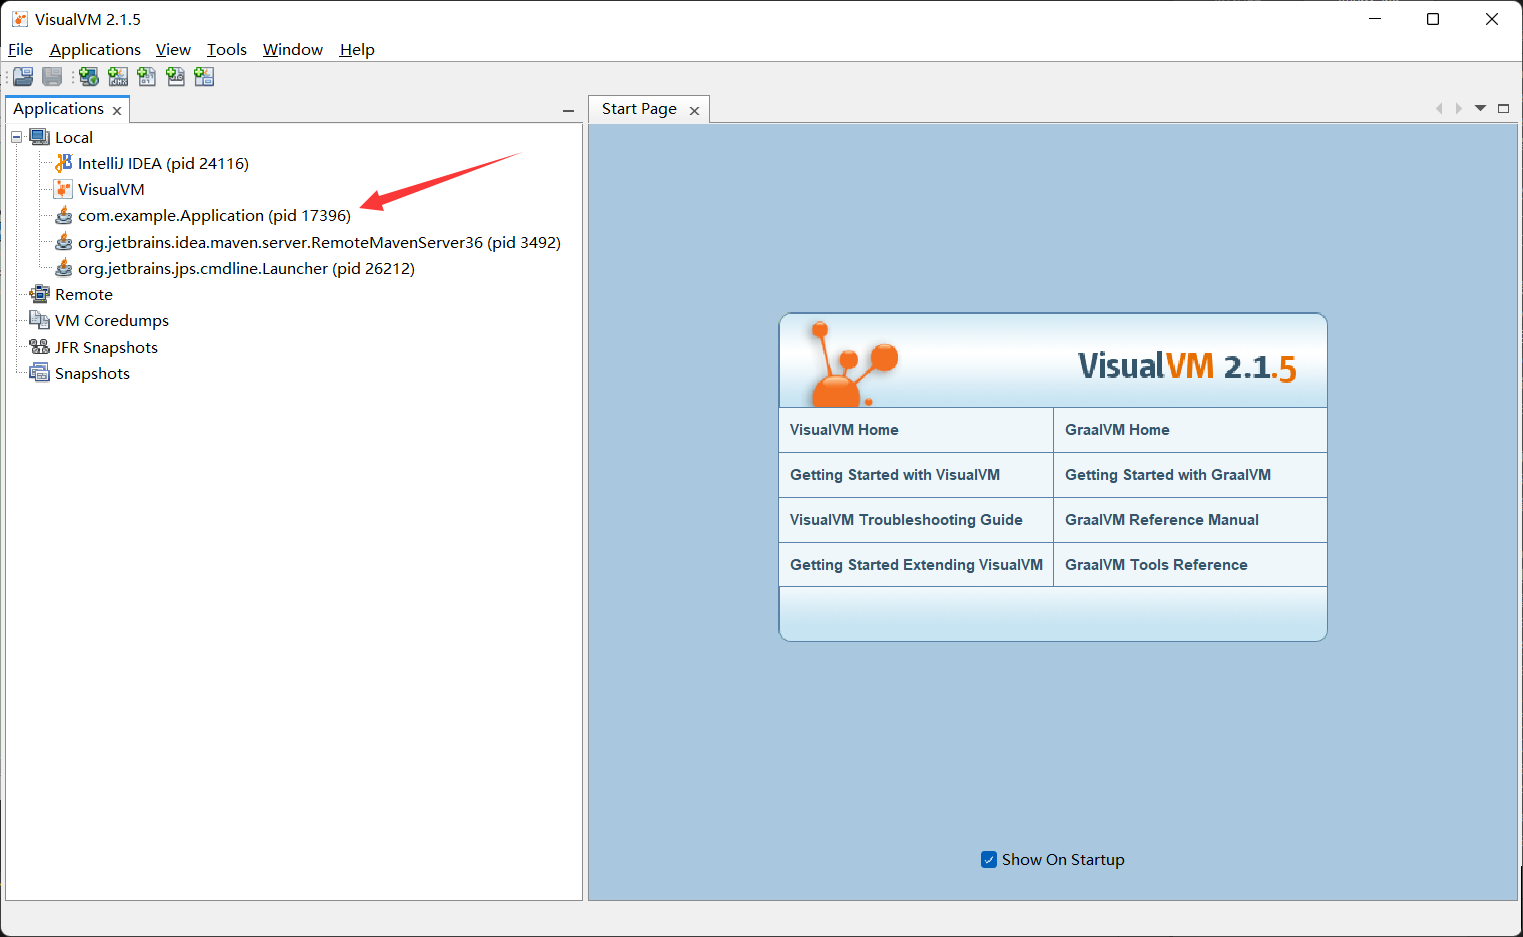 VisualVM 2.1.5
File Applications View Tools Window Help
Applications
Start Page
Local
IntelliJ IDEA (pid 24116)
VisualVM
com.example.Application (pid 17396)
org.jetbrains.idea.maven.server.RemoteMavenServer36 (pid 3492)
org.jetbrains.jps.cmdline.Launcher (pid 26212)
Remote
VM Coredumps
JFR Snapshots
Snapshots
VisualVM 2.1.5
VisualVM Home
GraalVM Home
Getting Started with VisualVM
Getting Started with GraalVM
VisualVM Troubleshooting Guide
GraalVM Reference Manual
Getting Started Extending VisualVM
GraalVM Tools Reference
Show On Startup